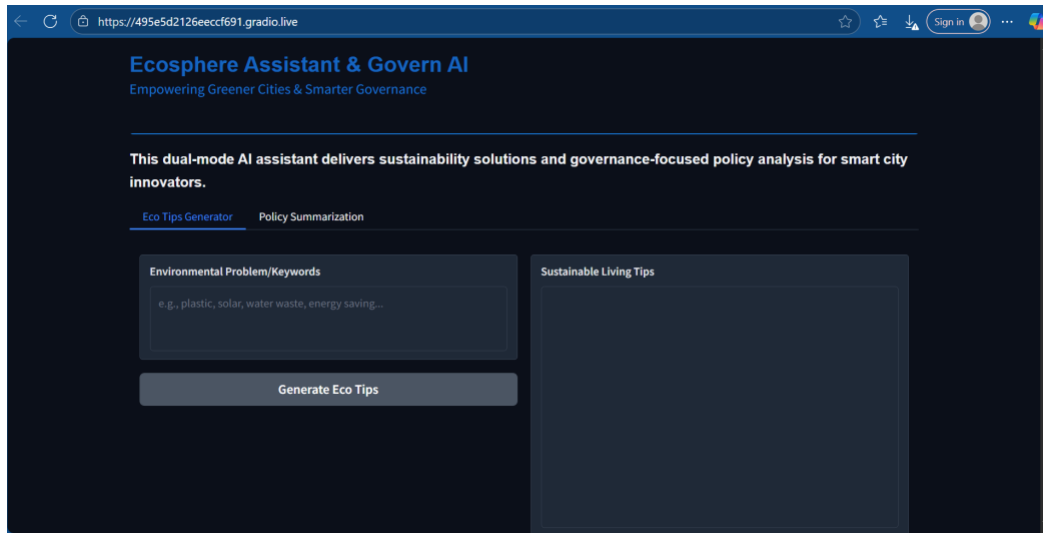 https://495e5d2126eeccf691.gradio.live
Sign in
Ecosphere Assistant & Govern AI
Empowering Greener Cities & Smarter Governance
This dual-mode AI assistant delivers sustainability solutions and governance-focused policy analysis for smart city
innovators.
Eco Tips Generator
Policy Summarization
Environmental Problem/Keywords
e.g., plastic, solar, water waste, energy saving...
Generate Eco Tips
Sustainable Living Tips